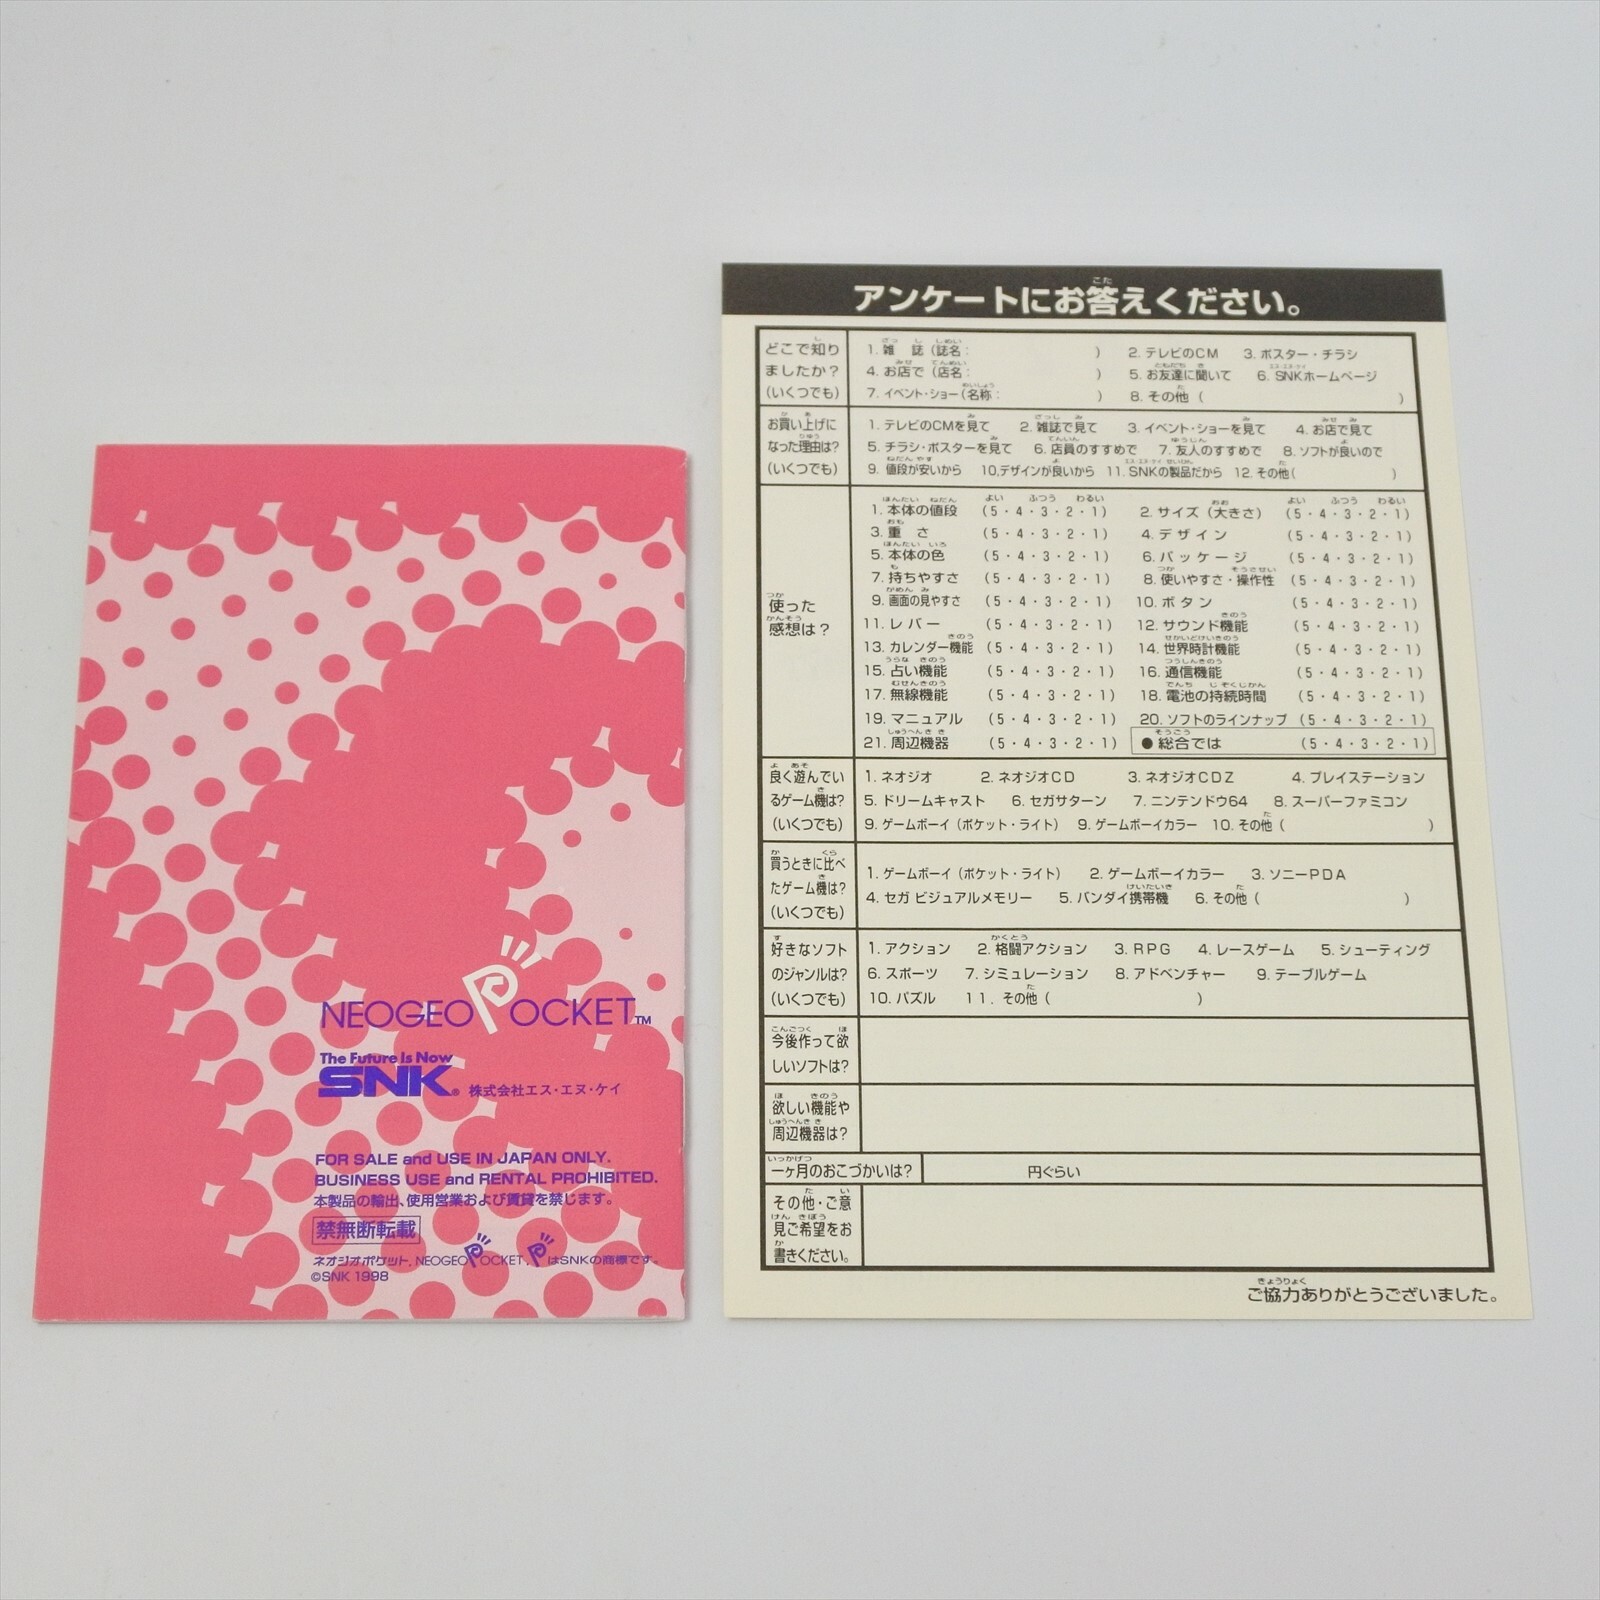 NEOGEO POCKET™
The Future Is Now
SNK® 株式会社エス・エヌ・ケイ
FOR SALE and USE IN JAPAN ONLY.
BUSINESS USE and RENTAL PROHIBITED.
本製品の輸出、使用営業および賃貸を禁じます。
禁無断転載
ネオジオポケット, NEOGEO POCKET, PはSNKの商標です。
©SNK 1998
アンケートにお答えください。
どこで知り
ましたか?
(いくつでも)
1. 雑 誌(誌名: ) 2. テレビのCM 3. ポスター・チラシ
4. お店で(店名: ) 5. お友達に聞いて 6. SNKホームページ
7. イベント・ショー(名称: ) 8. その他( )
お買い上げに
なった理由は?
(いくつでも)
1. テレビのCMを見て 2. 雑誌で見て 3. イベント・ショーを見て 4. お店で見て
5. チラシ・ポスターを見て 6. 店員のすすめで 7. 友人のすすめで 8. ソフトが良いので
9. 値段が安いから 10. デザインが良いから 11. SNKの製品だから 12. その他( )
使った
感想は?
よい ふつう わるい よい ふつう わるい
1. 本体の値段 (5・4・3・2・1) 2. サイズ(大きさ) (5・4・3・2・1)
3. 重 さ (5・4・3・2・1) 4. デザイン (5・4・3・2・1)
5. 本体の色 (5・4・3・2・1) 6. パッケージ (5・4・3・2・1)
7. 持ちやすさ (5・4・3・2・1) 8. 使いやすさ・操作性 (5・4・3・2・1)
9. 画面の見やすさ (5・4・3・2・1) 10. ボタン (5・4・3・2・1)
11. レバー (5・4・3・2・1) 12. サウンド機能 (5・4・3・2・1)
13. カレンダー機能 (5・4・3・2・1) 14. 世界時計機能 (5・4・3・2・1)
15. 占い機能 (5・4・3・2・1) 16. 通信機能 (5・4・3・2・1)
17. 無線機能 (5・4・3・2・1) 18. 電池の持続時間 (5・4・3・2・1)
19. マニュアル (5・4・3・2・1) 20. ソフトのラインナップ (5・4・3・2・1)
21. 周辺機器 (5・4・3・2・1) ●総合では (5・4・3・2・1)
良く遊んでい
るゲーム機は?
(いくつでも)
1. ネオジオ 2. ネオジオCD 3. ネオジオCDZ 4. プレイステーション
5. ドリームキャスト 6. セガサターン 7. ニンテンドウ64 8. スーパーファミコン
9. ゲームボーイ(ポケット・ライト) 9. ゲームボーイカラー 10. その他( )
買うときに比べ
たゲーム機は?
(いくつでも)
1. ゲームボーイ(ポケット・ライト) 2. ゲームボーイカラー 3. ソニーPDA
4. セガ ビジュアルメモリー 5. バンダイ携帯機 6. その他( )
好きなソフト
のジャンルは?
(いくつでも)
1. アクション 2. 格闘アクション 3. RPG 4. レースゲーム 5. シューティング
6. スポーツ 7. シミュレーション 8. アドベンチャー 9. テーブルゲーム
10. パズル 11. その他( )
今後作って欲
しいソフトは?
欲しい機能や
周辺機器は?
一ヶ月のおこづかいは? 円ぐらい
その他・ご意
見ご希望をお
書きください。
ご協力ありがとうございました。